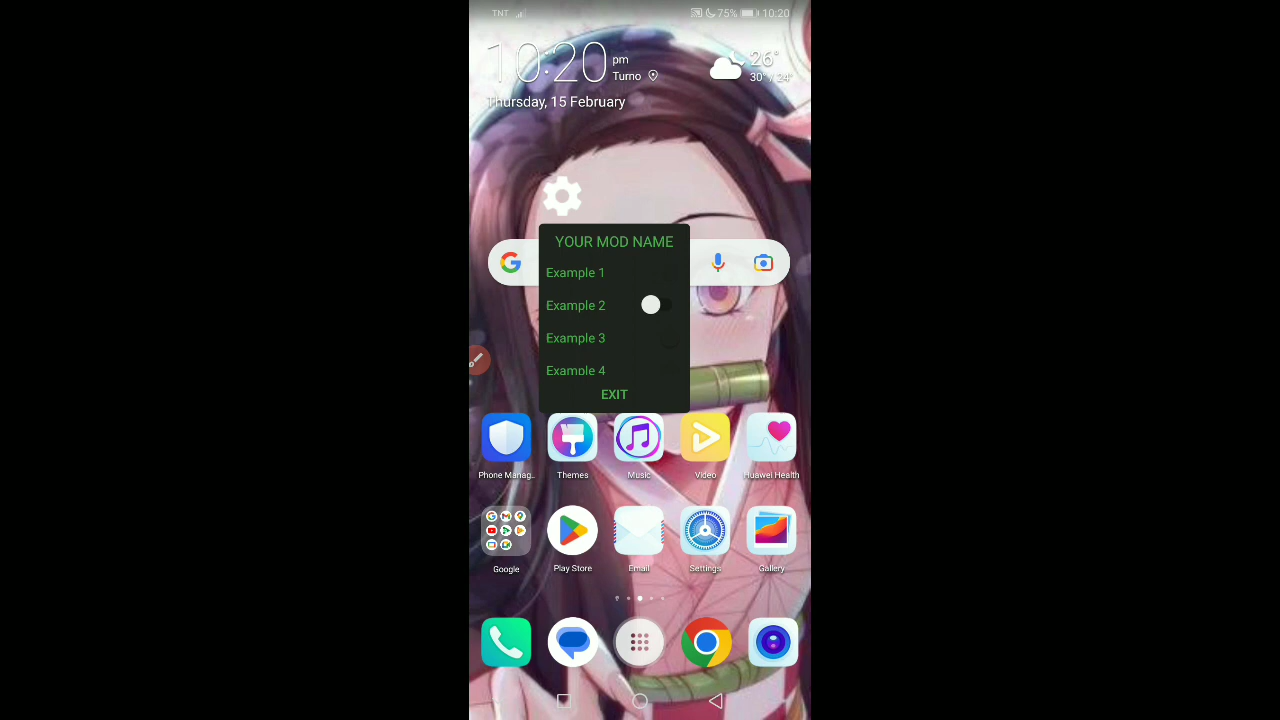 TNT 75% 10:20
10:20 pm
Turno
26°
30° / 24°
Thursday, 15 February
YOUR MOD NAME
Example 1
Example 2
Example 3
Example 4
EXIT
Phone Manag.. Themes Music Video Huawei Health
Google Play Store Email Settings Gallery